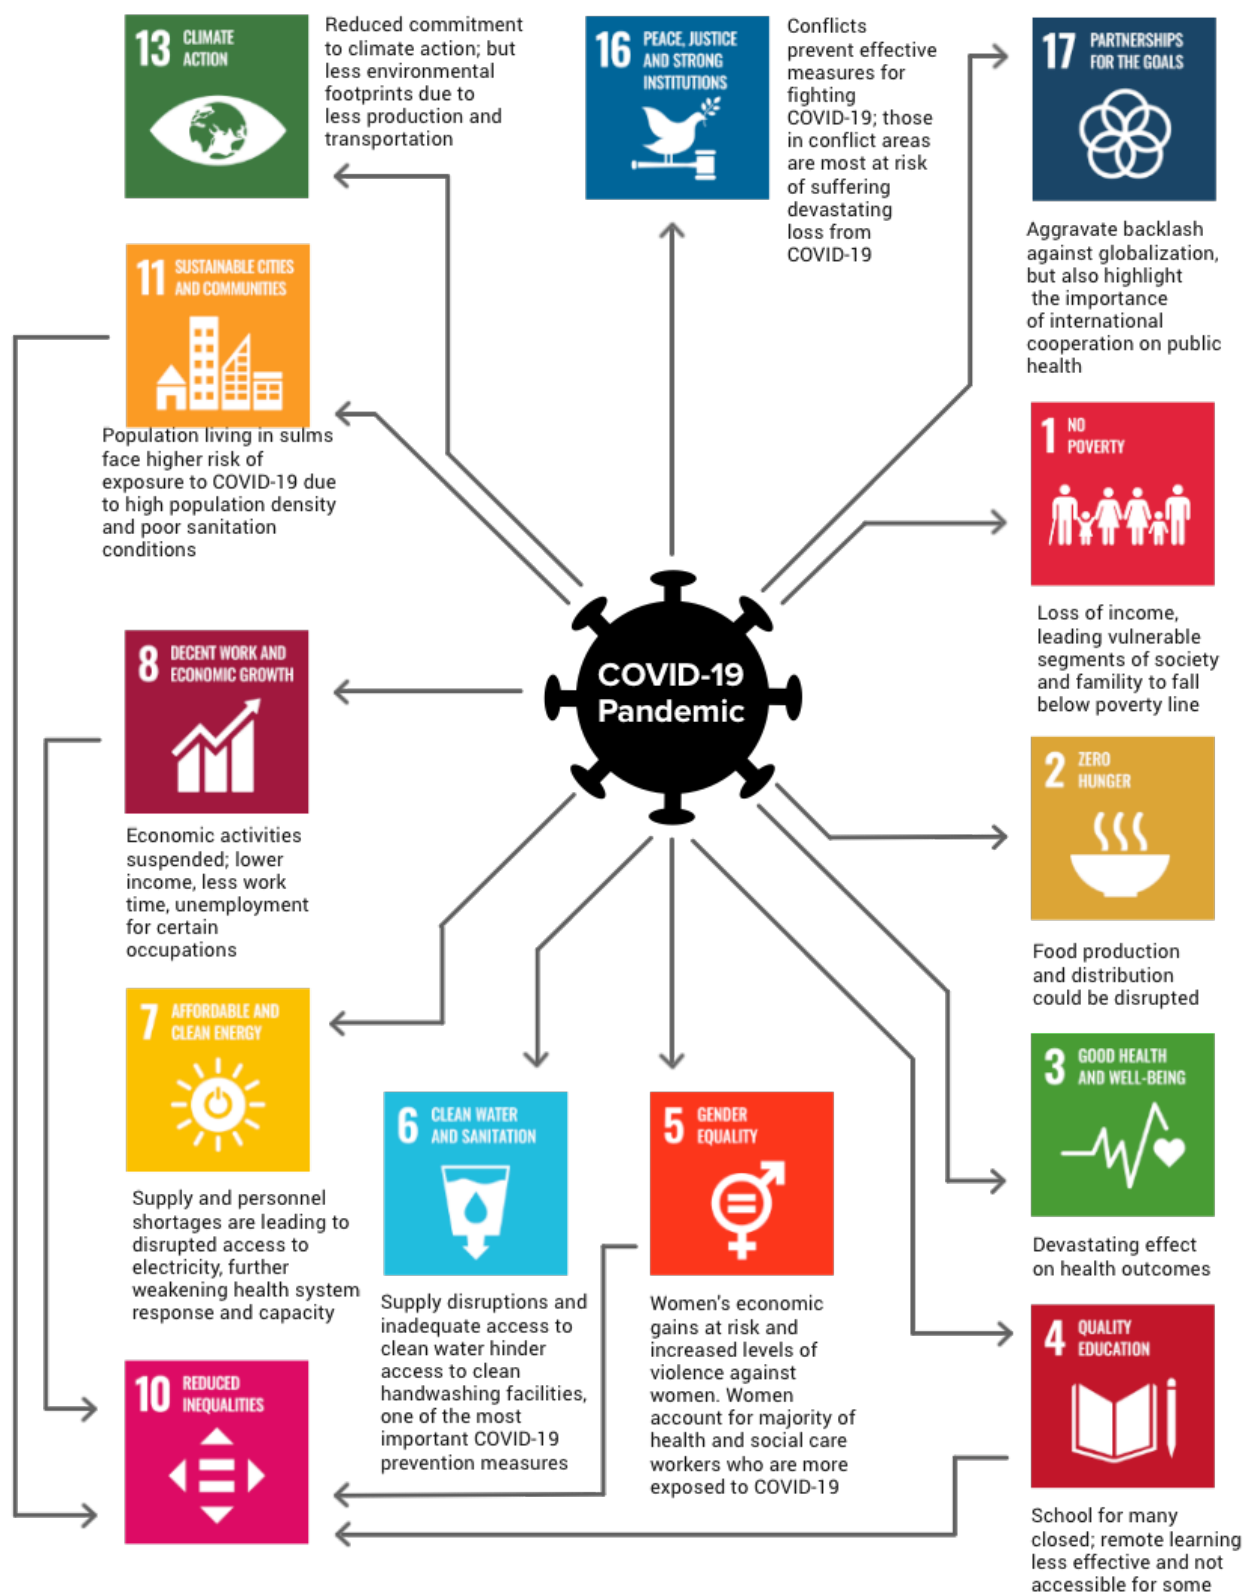 13 CLIMATE
ACTION
Reduced commitment
to climate action; but
less environmental
footprints due to
less production and
transportation
16 PEACE, JUSTICE
AND STRONG
INSTITUTIONS
Conflicts
prevent effective
measures for
fighting
COVID-19; those
in conflict areas
are most at risk
of suffering
devastating
loss from
COVID-19
17 PARTNERSHIPS
FOR THE GOALS
Aggravate backlash
against globalization,
but also highlight
the importance
of international
cooperation on public
health
11 SUSTAINABLE CITIES
AND COMMUNITIES
Population living in sulms
face higher risk of
exposure to COVID-19 due
to high population density
and poor sanitation
conditions
1 NO
POVERTY
Loss of income,
leading vulnerable
segments of society
and famility to fall
below poverty line
COVID-19
Pandemic
8 DECENT WORK AND
ECONOMIC GROWTH
Economic activities
suspended; lower
income, less work
time, unemployment
for certain
occupations
2 ZERO
HUNGER
Food production
and distribution
could be disrupted
7 AFFORDABLE AND
CLEAN ENERGY
Supply and personnel
shortages are leading to
disrupted access to
electricity, further
weakening health system
response and capacity
6 CLEAN WATER
AND SANITATION
Supply disruptions and
inadequate access to
clean water hinder
access to clean
handwashing facilities,
one of the most
important COVID-19
prevention measures
5 GENDER
EQUALITY
Women's economic
gains at risk and
increased levels of
violence against
women. Women
account for majority of
health and social care
workers who are more
exposed to COVID-19
3 GOOD HEALTH
AND WELL-BEING
Devastating effect
on health outcomes
10 REDUCED
INEQUALITIES
4 QUALITY
EDUCATION
School for many
closed; remote learning
less effective and not
accessible for some